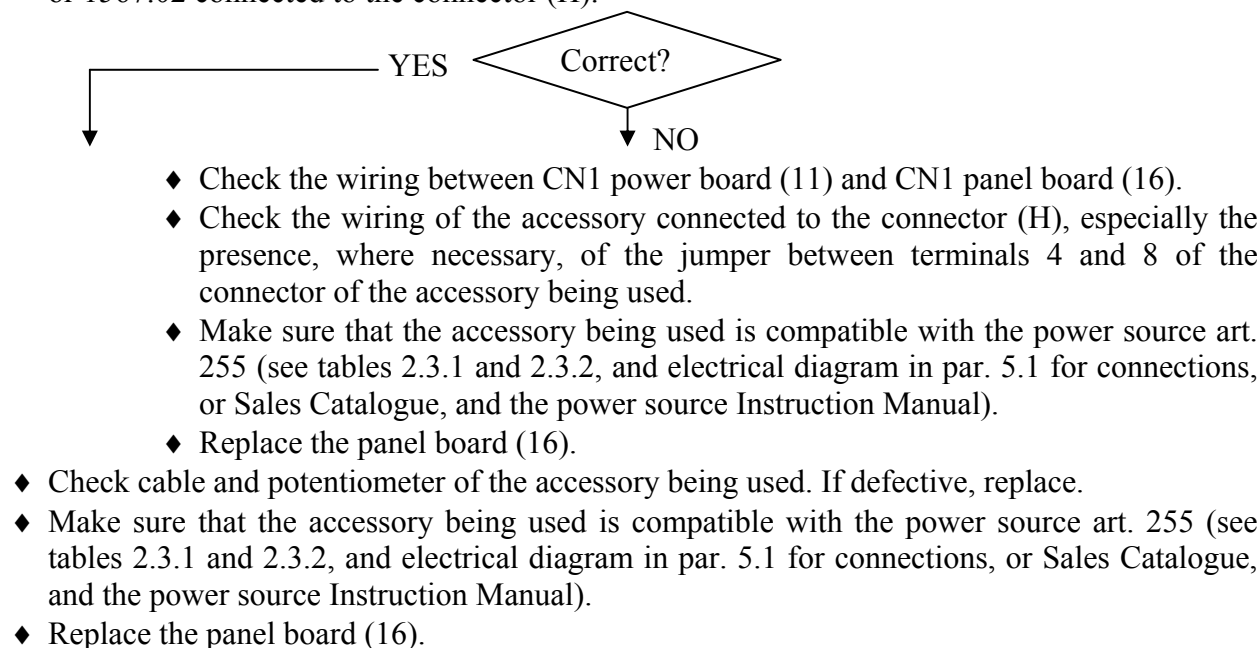 or 1567.02 connected to the connector (H).
YES
Correct?
NO
♦ Check the wiring between CN1 power board (11) and CN1 panel board (16).
♦ Check the wiring of the accessory connected to the connector (H), especially the
presence, where necessary, of the jumper between terminals 4 and 8 of the
connector of the accessory being used.
♦ Make sure that the accessory being used is compatible with the power source art.
255 (see tables 2.3.1 and 2.3.2, and electrical diagram in par. 5.1 for connections,
or Sales Catalogue, and the power source Instruction Manual).
♦ Replace the panel board (16).
♦ Check cable and potentiometer of the accessory being used. If defective, replace.
♦ Make sure that the accessory being used is compatible with the power source art. 255 (see
tables 2.3.1 and 2.3.2, and electrical diagram in par. 5.1 for connections, or Sales Catalogue,
and the power source Instruction Manual).
♦ Replace the panel board (16).